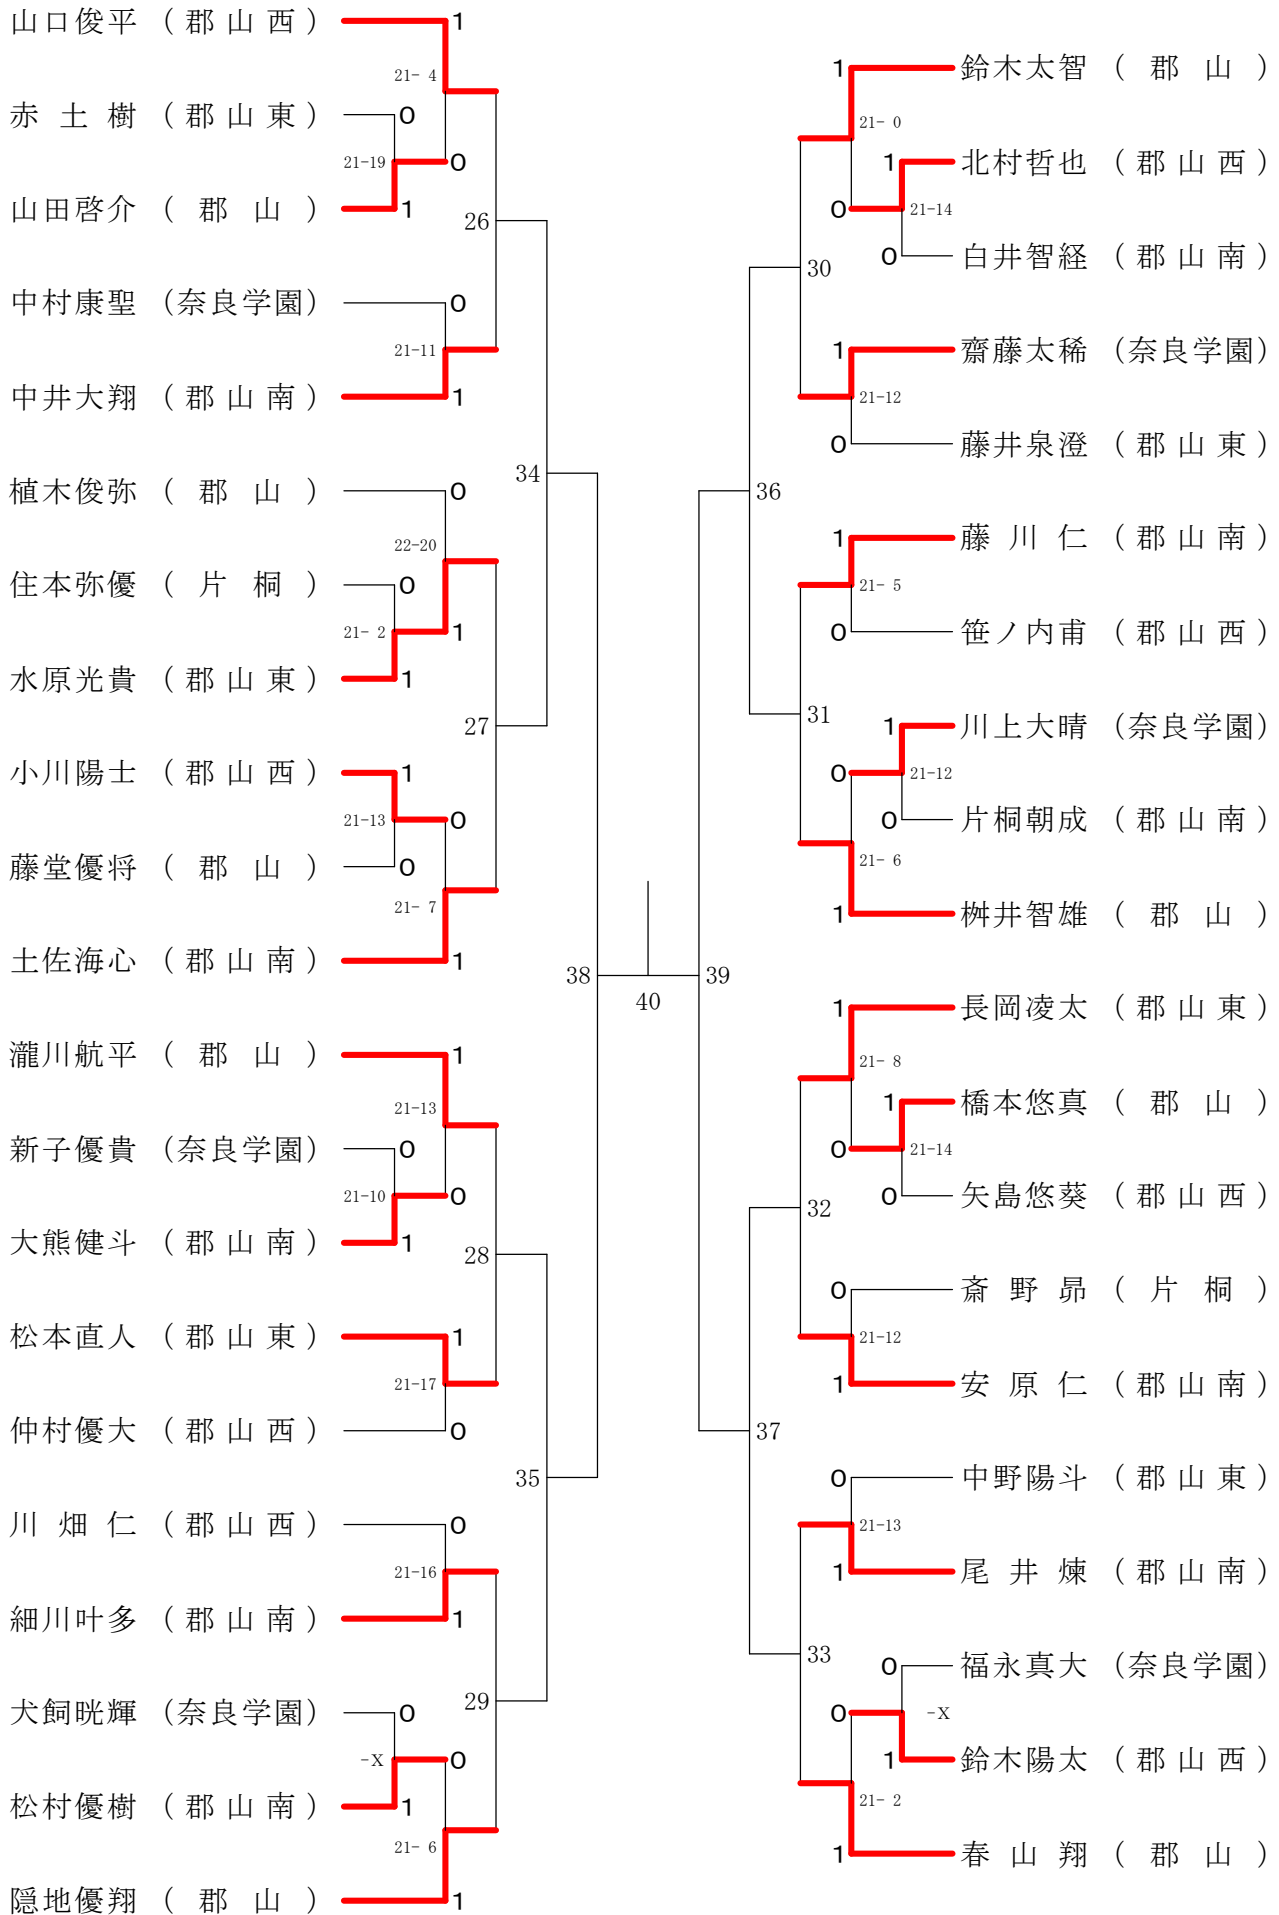 山口俊平 (郡山西) 1
21- 4
赤土樹 (郡山東) 0
21-19 0
山田啓介 (郡山) 1
26
中村康聖 (奈良学園) 0
21-11
中井大翔 (郡山南) 1
34
植木俊弥 (郡山) 0
22-20
住本弥優 (片桐) 0
21- 2 1
水原光貴 (郡山東) 1
27
小川陽士 (郡山西) 1
21-13 0
藤堂優将 (郡山) 0
21- 7
土佐海心 (郡山南) 1
38
瀧川航平 (郡山) 1
21-13
新子優貴 (奈良学園) 0
21-10 0
大熊健斗 (郡山南) 1
28
松本直人 (郡山東) 1
21-17
仲村優大 (郡山西) 0
35
川畑仁 (郡山西) 0
21-16
細川叶多 (郡山南) 1
29
犬飼晄輝 (奈良学園) 0
-X 0
松村優樹 (郡山南) 1
21- 6
隠地優翔 (郡山) 1
40
1 鈴木太智 (郡山)
21- 0
1 北村哲也 (郡山西)
0 21-14
0 白井智経 (郡山南)
30
1 齋藤太稀 (奈良学園)
21-12
0 藤井泉澄 (郡山東)
36
1 藤川仁 (郡山南)
21- 5
0 笹ノ内甫 (郡山西)
31
1 川上大晴 (奈良学園)
0 21-12
0 片桐朝成 (郡山南)
21- 6
1 桝井智雄 (郡山)
39
1 長岡凌太 (郡山東)
21- 8
1 橋本悠真 (郡山)
0 21-14
0 矢島悠葵 (郡山西)
32
0 斎野昴 (片桐)
21-12
1 安原仁 (郡山南)
37
0 中野陽斗 (郡山東)
21-13
1 尾井煉 (郡山南)
33
0 福永真大 (奈良学園)
0 -X
1 鈴木陽太 (郡山西)
21- 2
1 春山翔 (郡山)